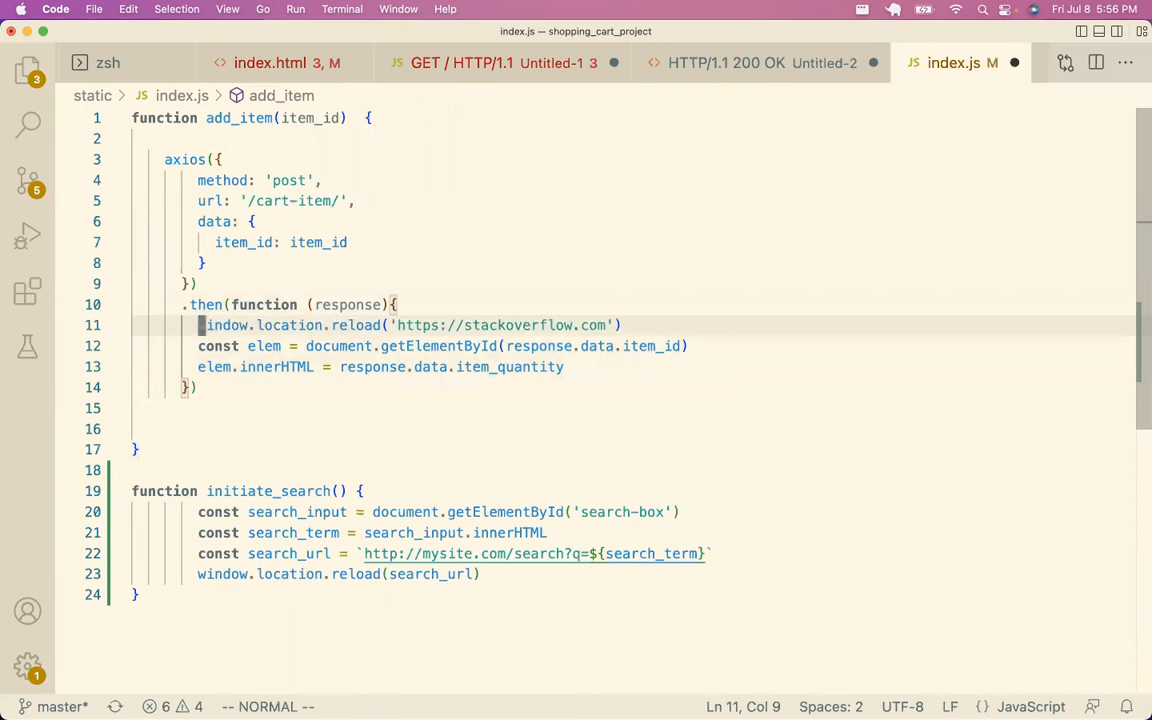 Code File Edit Selection View Go Run Terminal Window Help Fri Jul 8 5:56 PM
index.js — shopping_cart_project
zsh index.html 3, M JS GET / HTTP/1.1 Untitled-1 3 HTTP/1.1 200 OK Untitled-2 JS index.js M
static > JS index.js > add_item
1 function add_item(item_id) {
2
3 axios({
4 method: 'post',
5 url: '/cart-item/',
6 data: {
7 item_id: item_id
8 }
9 })
10 .then(function (response){
11 window.location.reload('https://stackoverflow.com')
12 const elem = document.getElementById(response.data.item_id)
13 elem.innerHTML = response.data.item_quantity
14 })
15
16
17 }
18
19 function initiate_search() {
20 const search_input = document.getElementById('search-box')
21 const search_term = search_input.innerHTML
22 const search_url = `http://mysite.com/search?q=${search_term}`
23 window.location.reload(search_url)
24 }
3
5
1
master* 6 4 -- NORMAL -- Ln 11, Col 9 Spaces: 2 UTF-8 LF {} JavaScript